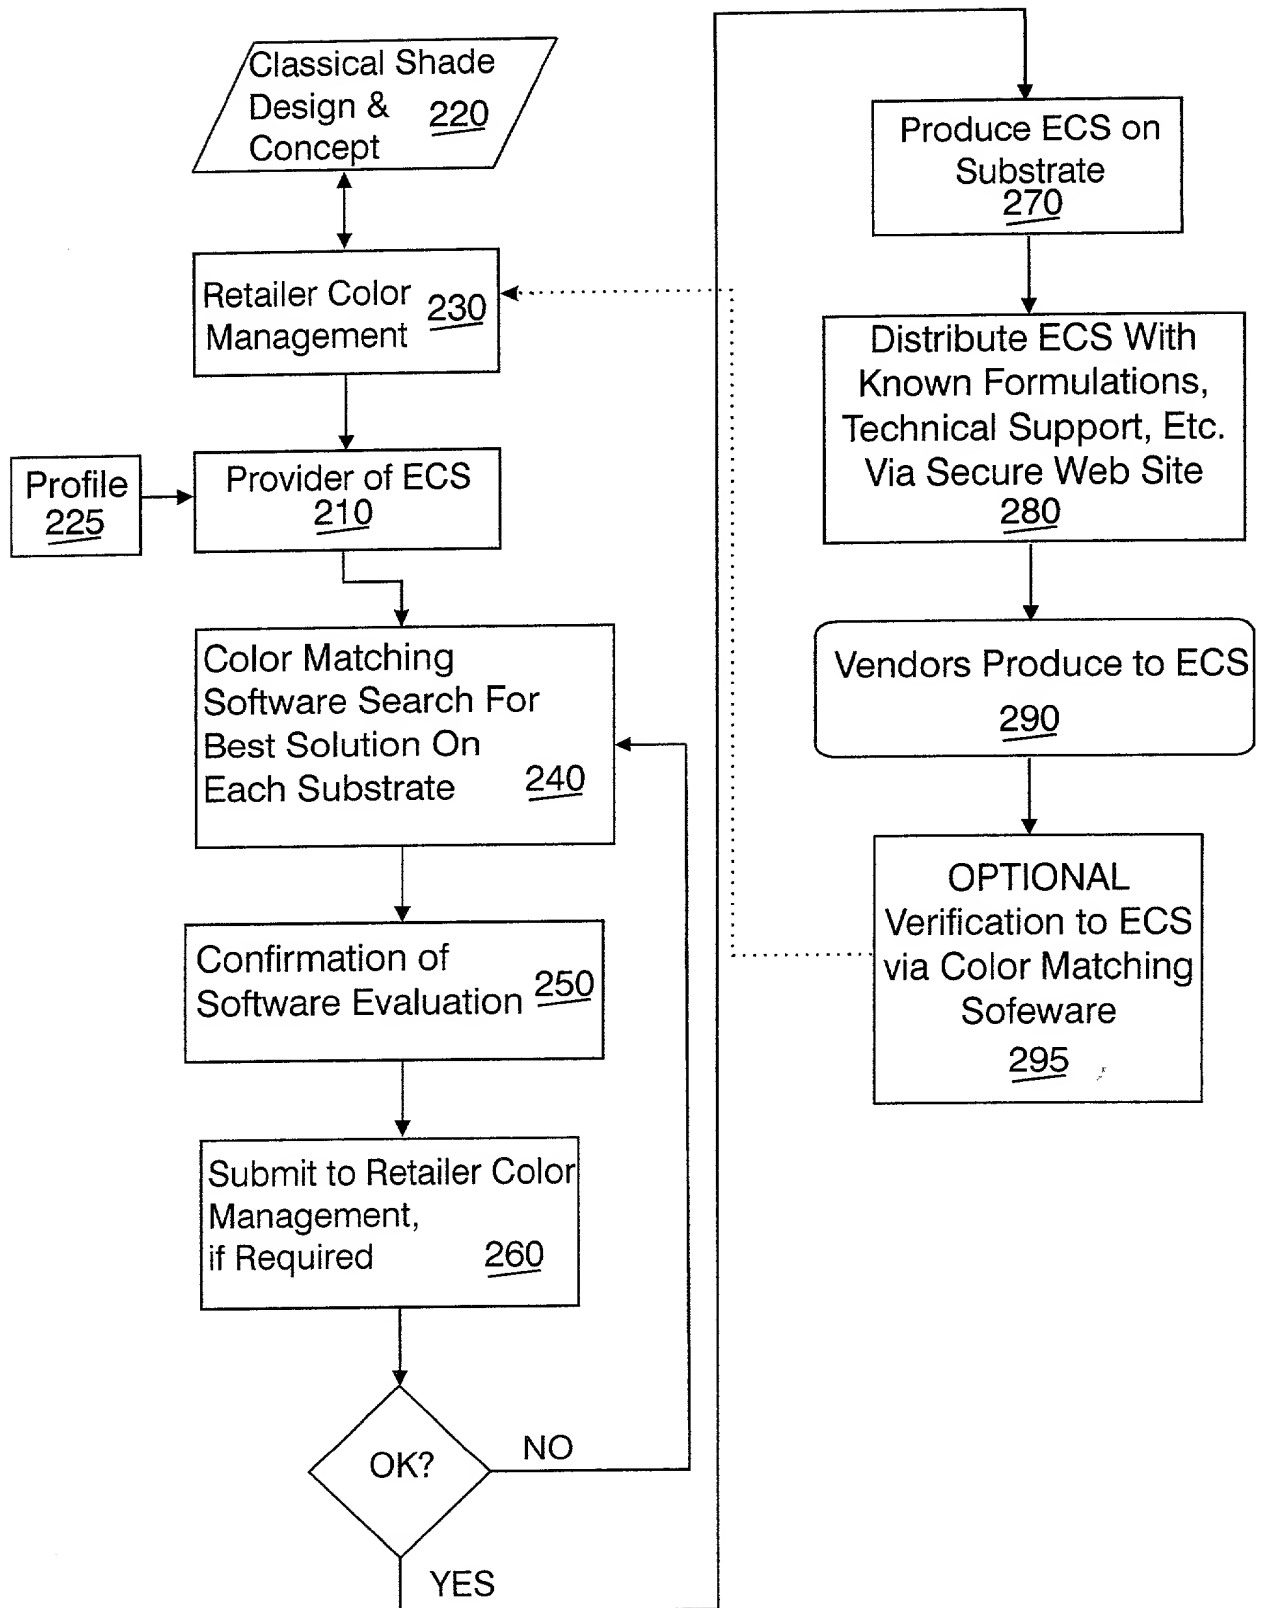 Classical Shade
Design &
Concept
220
Retailer Color
Management
230
Profile
225
Provider of ECS
210
Color Matching
Software Search For
Best Solution On
Each Substrate
240
Confirmation of
Software Evaluation
250
Submit to Retailer Color
Management,
if Required
260
OK?
NO
YES
Produce ECS on
Substrate
270
Distribute ECS With
Known Formulations,
Technical Support, Etc.
Via Secure Web Site
280
Vendors Produce to ECS
290
OPTIONAL
Verification to ECS
via Color Matching
Sofeware
295